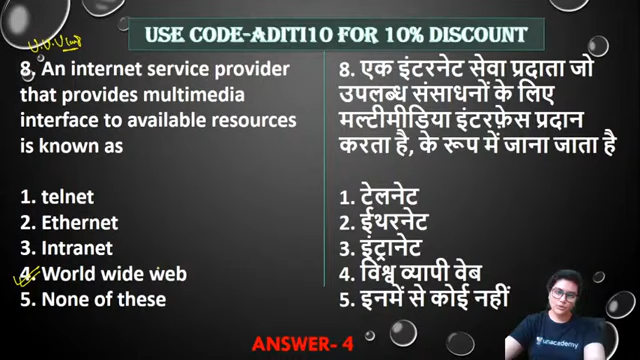 USE CODE-ADITI10 FOR 10% DISCOUNT
V.V.V imp
8. An internet service provider
that provides multimedia
interface to available resources
is known as
1. telnet
2. Ethernet
3. Intranet
4. World wide web
5. None of these
8. एक इंटरनेट सेवा प्रदाता जो
उपलब्ध संसाधनों के लिए
मल्टीमीडिया इंटरफ़ेस प्रदान
करता है, के रूप में जाना जाता है
1. टेलनेट
2. ईथरनेट
3. इंट्रानेट
4. विश्व व्यापी वेब
5. इनमें से कोई नहीं
ANSWER- 4
unacademy